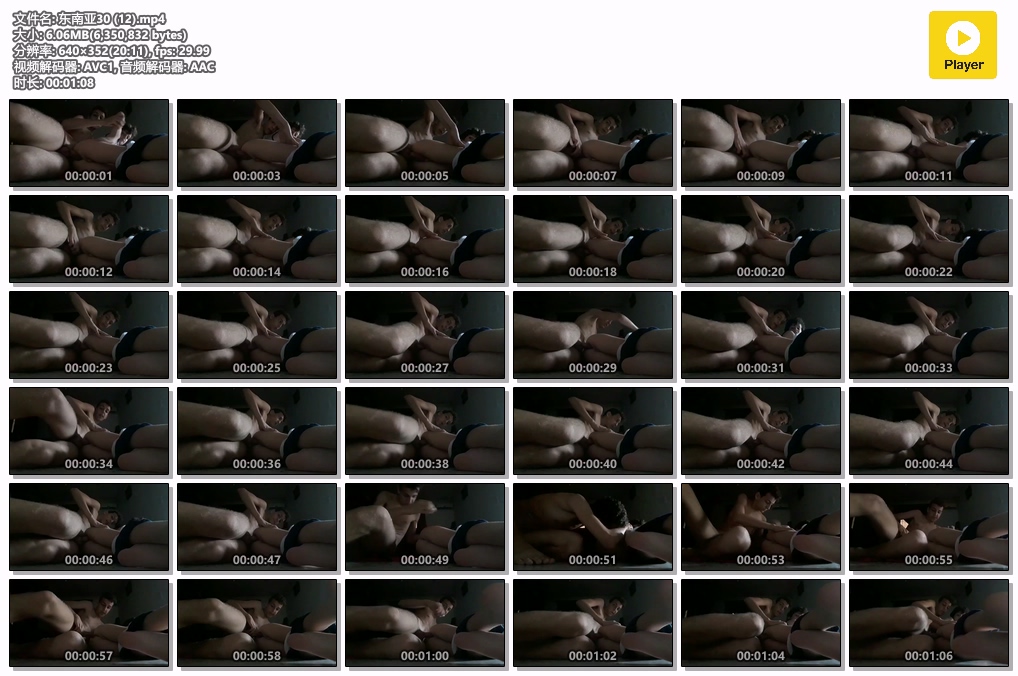 文件名: 东南亚30 (12).mp4
大小: 6.06MB(6,350,832 bytes)
分辨率: 640×352(20:11), fps: 29.99
视频解码器: AVC1, 音频解码器: AAC
时长: 00:01:08
Player
00:00:01 00:00:03 00:00:05 00:00:07 00:00:09 00:00:11
00:00:12 00:00:14 00:00:16 00:00:18 00:00:20 00:00:22
00:00:23 00:00:25 00:00:27 00:00:29 00:00:31 00:00:33
00:00:34 00:00:36 00:00:38 00:00:40 00:00:42 00:00:44
00:00:46 00:00:47 00:00:49 00:00:51 00:00:53 00:00:55
00:00:57 00:00:58 00:01:00 00:01:02 00:01:04 00:01:06